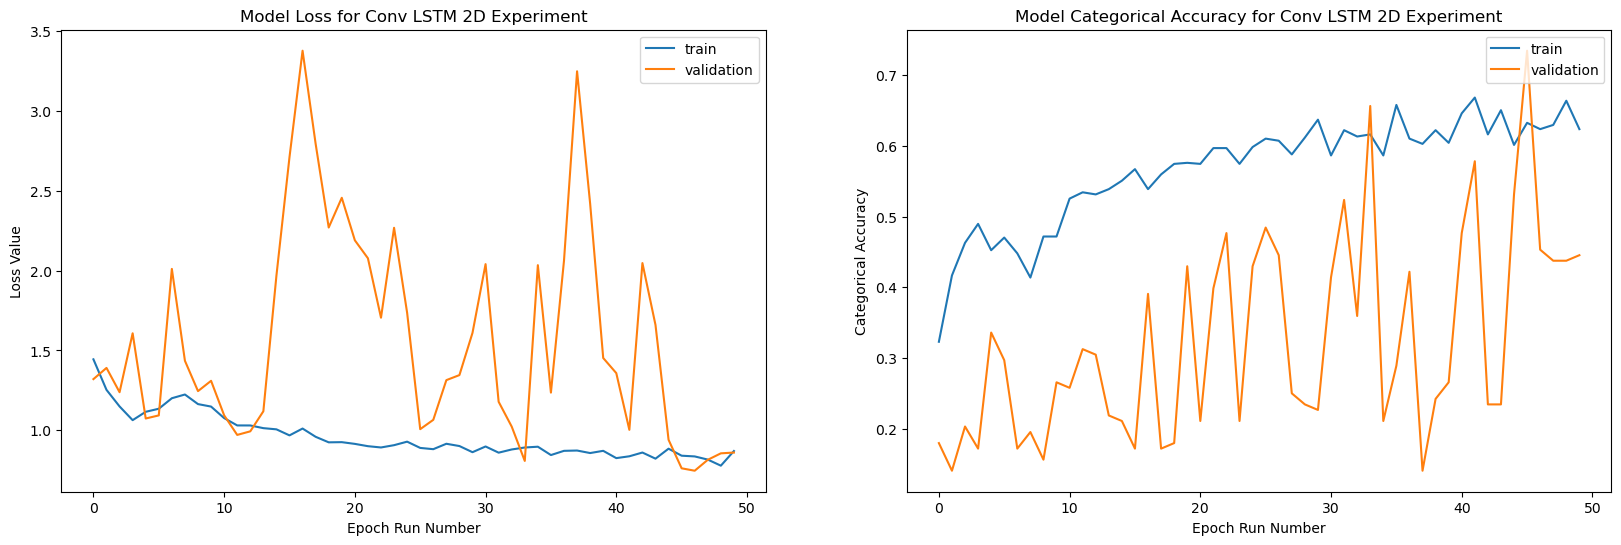 Model Loss for Conv LSTM 2D Experiment
3.5
3.0
2.5
2.0
1.5
1.0
Loss Value
0
10
20
30
40
50
Epoch Run Number
train
validation
Model Categorical Accuracy for Conv LSTM 2D Experiment
0.7
0.6
0.5
0.4
0.3
0.2
Categorical Accuracy
0
10
20
30
40
50
Epoch Run Number
train
validation